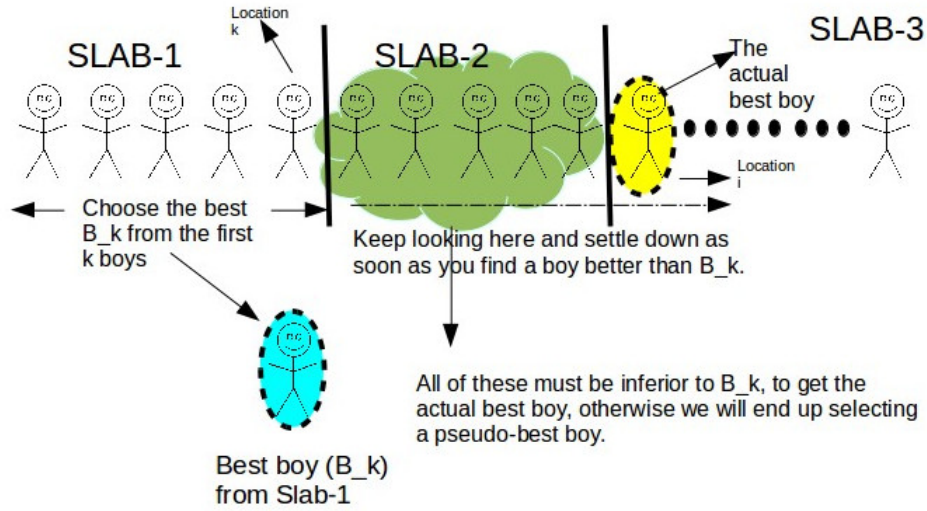 Location
k
SLAB-1
SLAB-2
SLAB-3
The
actual
best boy
Location
i
Choose the best
B_k from the first
k boys
Keep looking here and settle down as
soon as you find a boy better than B_k.
All of these must be inferior to B_k, to get the
actual best boy, otherwise we will end up selecting
a pseudo-best boy.
Best boy (B_k)
from Slab-1